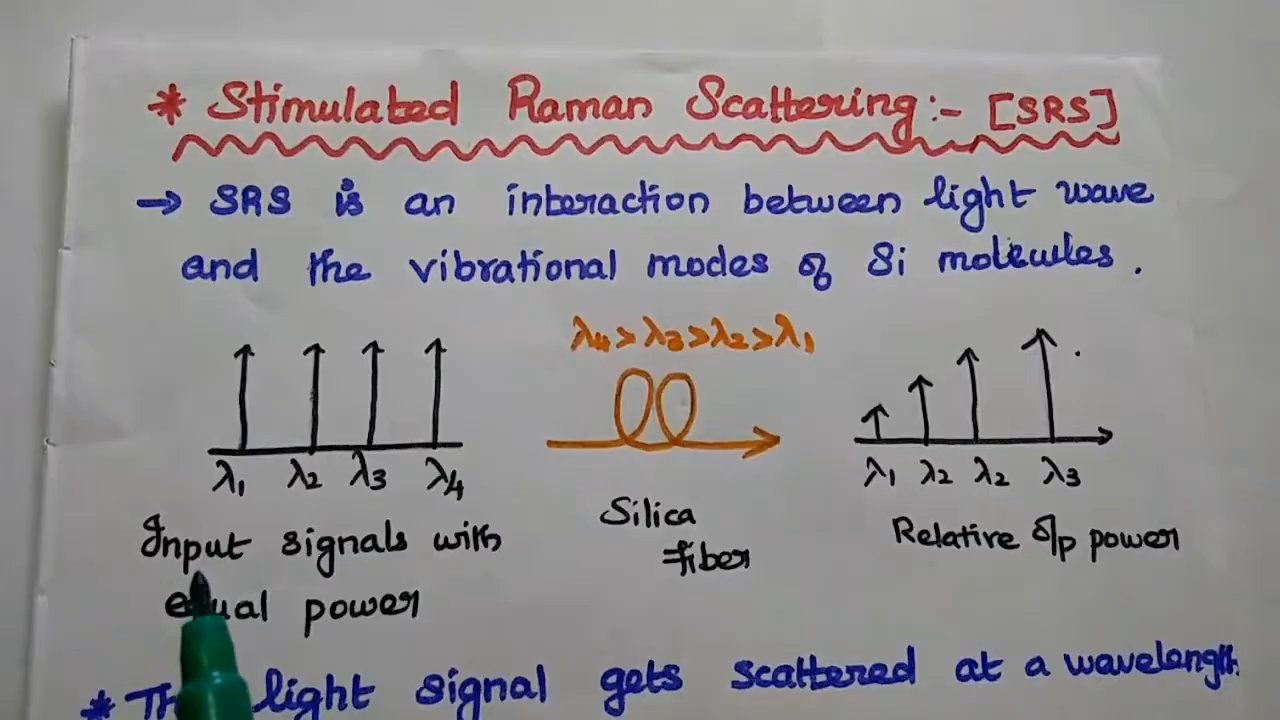 * Stimulated Raman Scattering:- [SRS]
→ SRS is an interaction between light wave
and the vibrational modes of Si molecules.
λ4 > λ3 > λ2 > λ1
λ1 λ2 λ3 λ4
λ1 λ2 λ2 λ3
Input signals with
equal power
Silica
fiber
Relative o/p power
* The light signal gets scattered at a wavelength